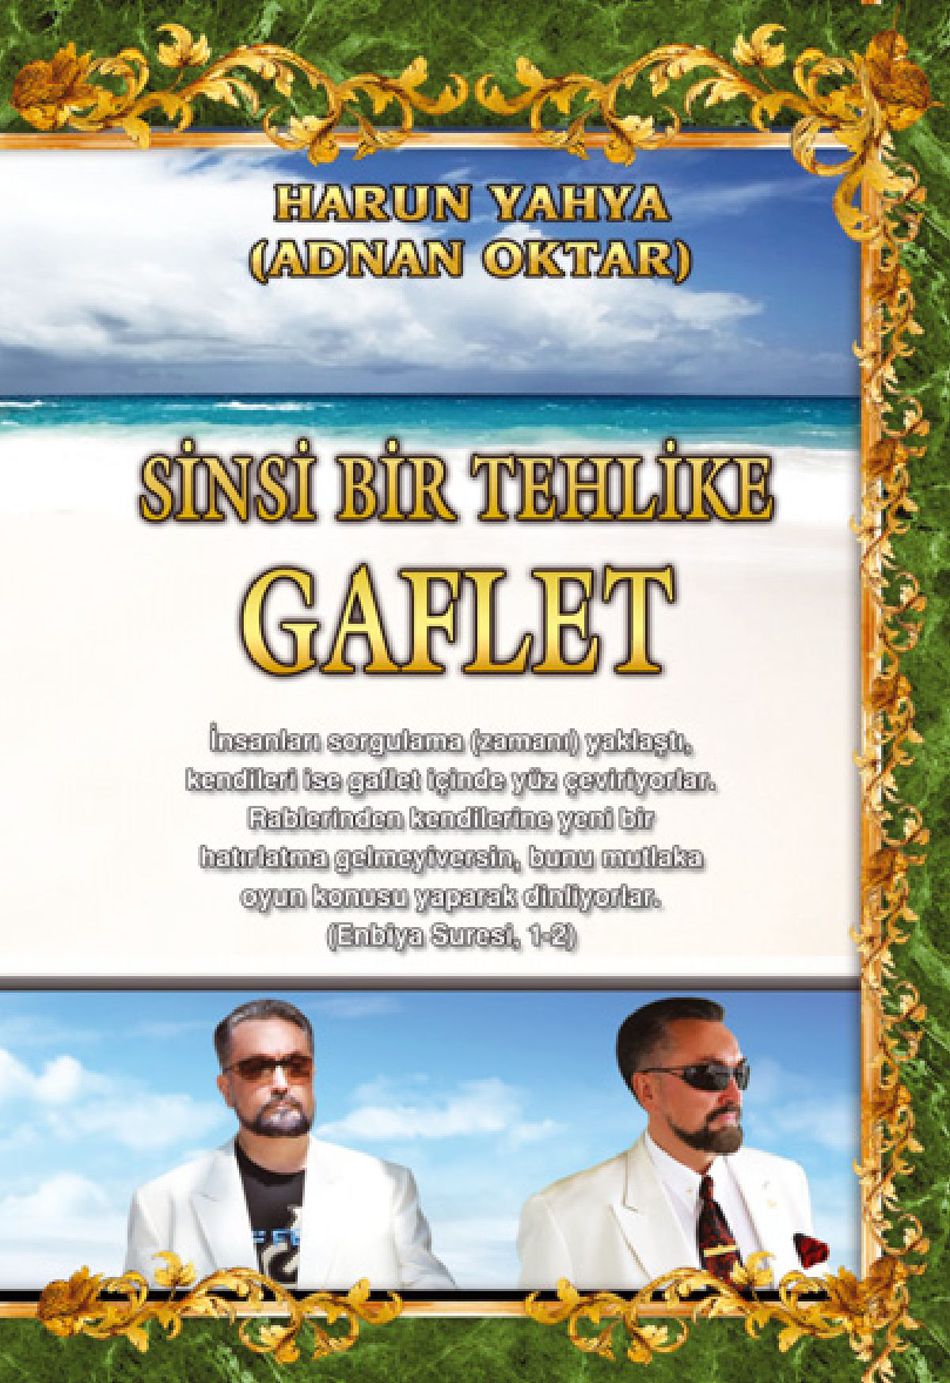 HARUN YAHYA
(ADNAN OKTAR)
SİNSİ BİR TEHLİKE
GAFLET
İnsanları sorgulama (zamanı) yaklaştı,
kendileri ise gaflet içinde yüz çeviriyorlar.
Rablerinden kendilerine yeni bir
hatırlatma gelmeyiversin, bunu mutlaka
oyun konusu yaparak dinliyorlar.
(Enbiya Suresi, 1-2)